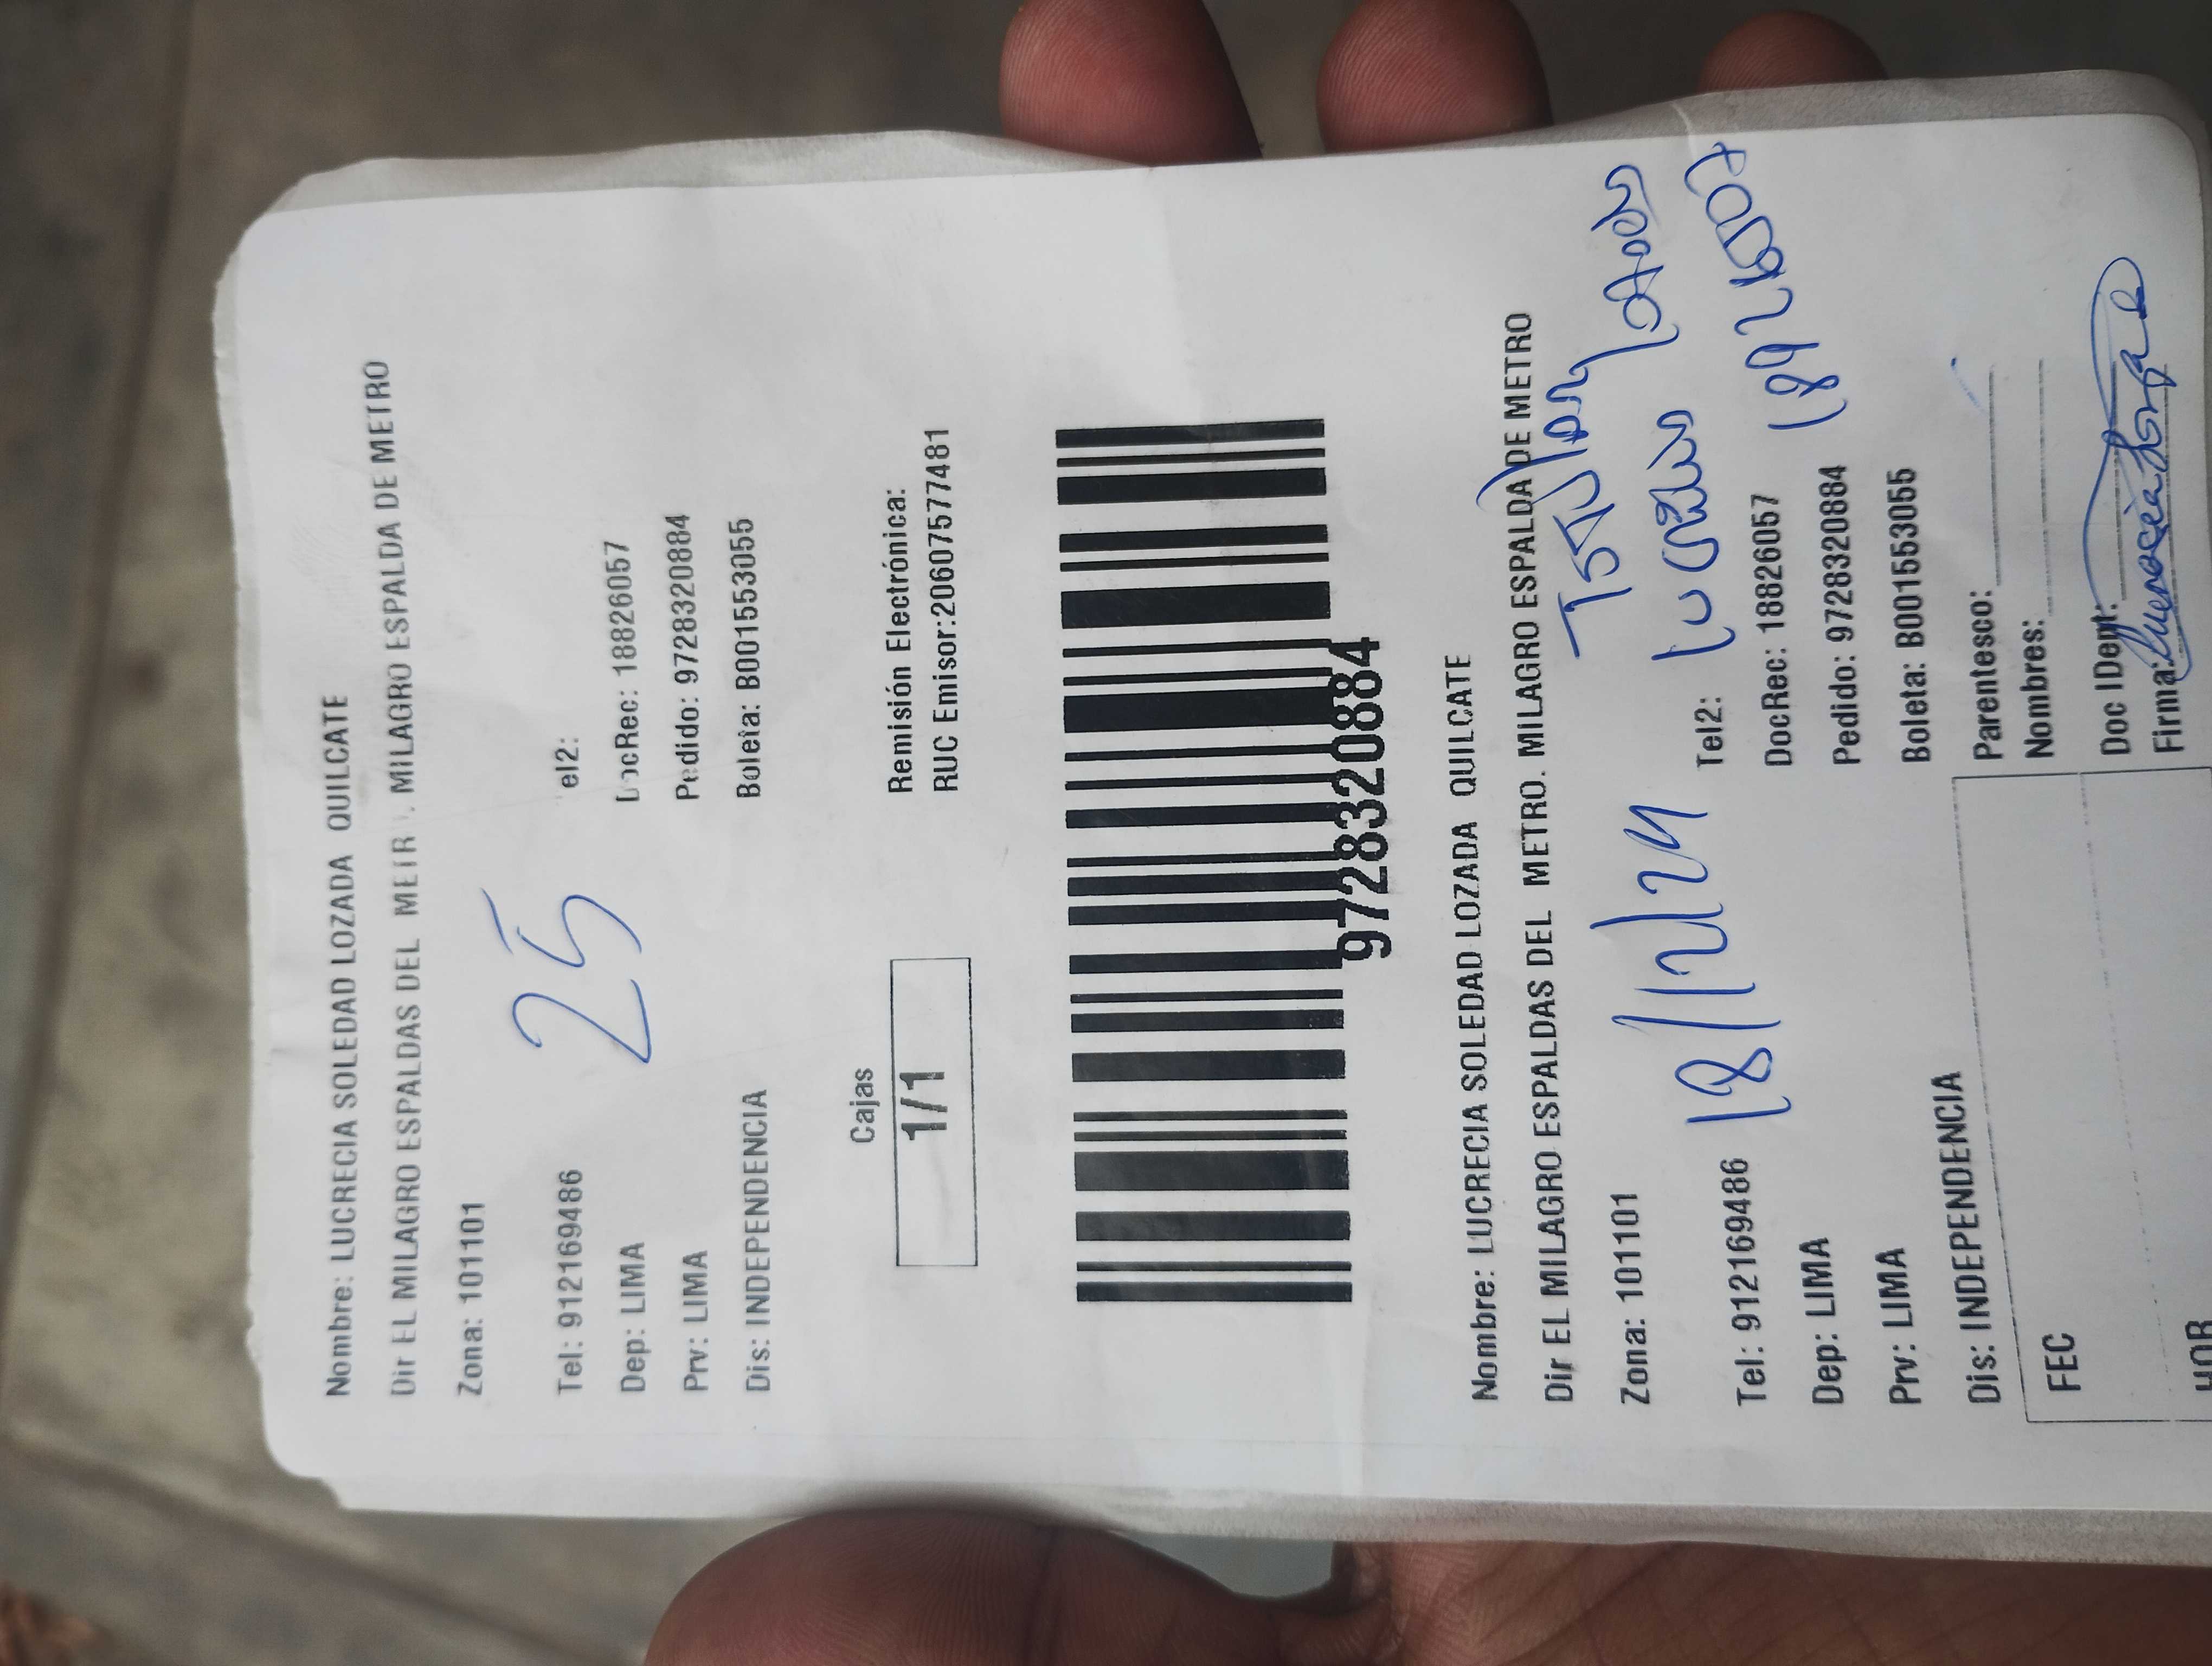 Nombre: LUCRECIA SOLEDAD LOZADA QUILCATE
Dir EL MILAGRO ESPALDAS DEL METR . MILAGRO ESPALDA DE METRO
Zona: 101101
25
Tel: 912169486 el2:
Dep: LIMA DocRec: 18826057
Prv: LIMA Pedido: 9728320884
Dis: INDEPENDENCIA Boleta: B001553055
Cajas
1/1
Remisión Electrónica:
RUC Emisor:20607577481
9728320884
Nombre: LUCRECIA SOLEDAD LOZADA QUILCATE
Dir EL MILAGRO ESPALDAS DEL METRO. MILAGRO ESPALDA DE METRO
Zona: 101101
18/12/24
Tel: 912169486 Tel2:
Dep: LIMA DocRec: 18826057
Prv: LIMA Pedido: 9728320884
Dis: INDEPENDENCIA Boleta: B001553055
Parentesco:
Nombres:
FEC Doc IDent:
Firma:
HOR